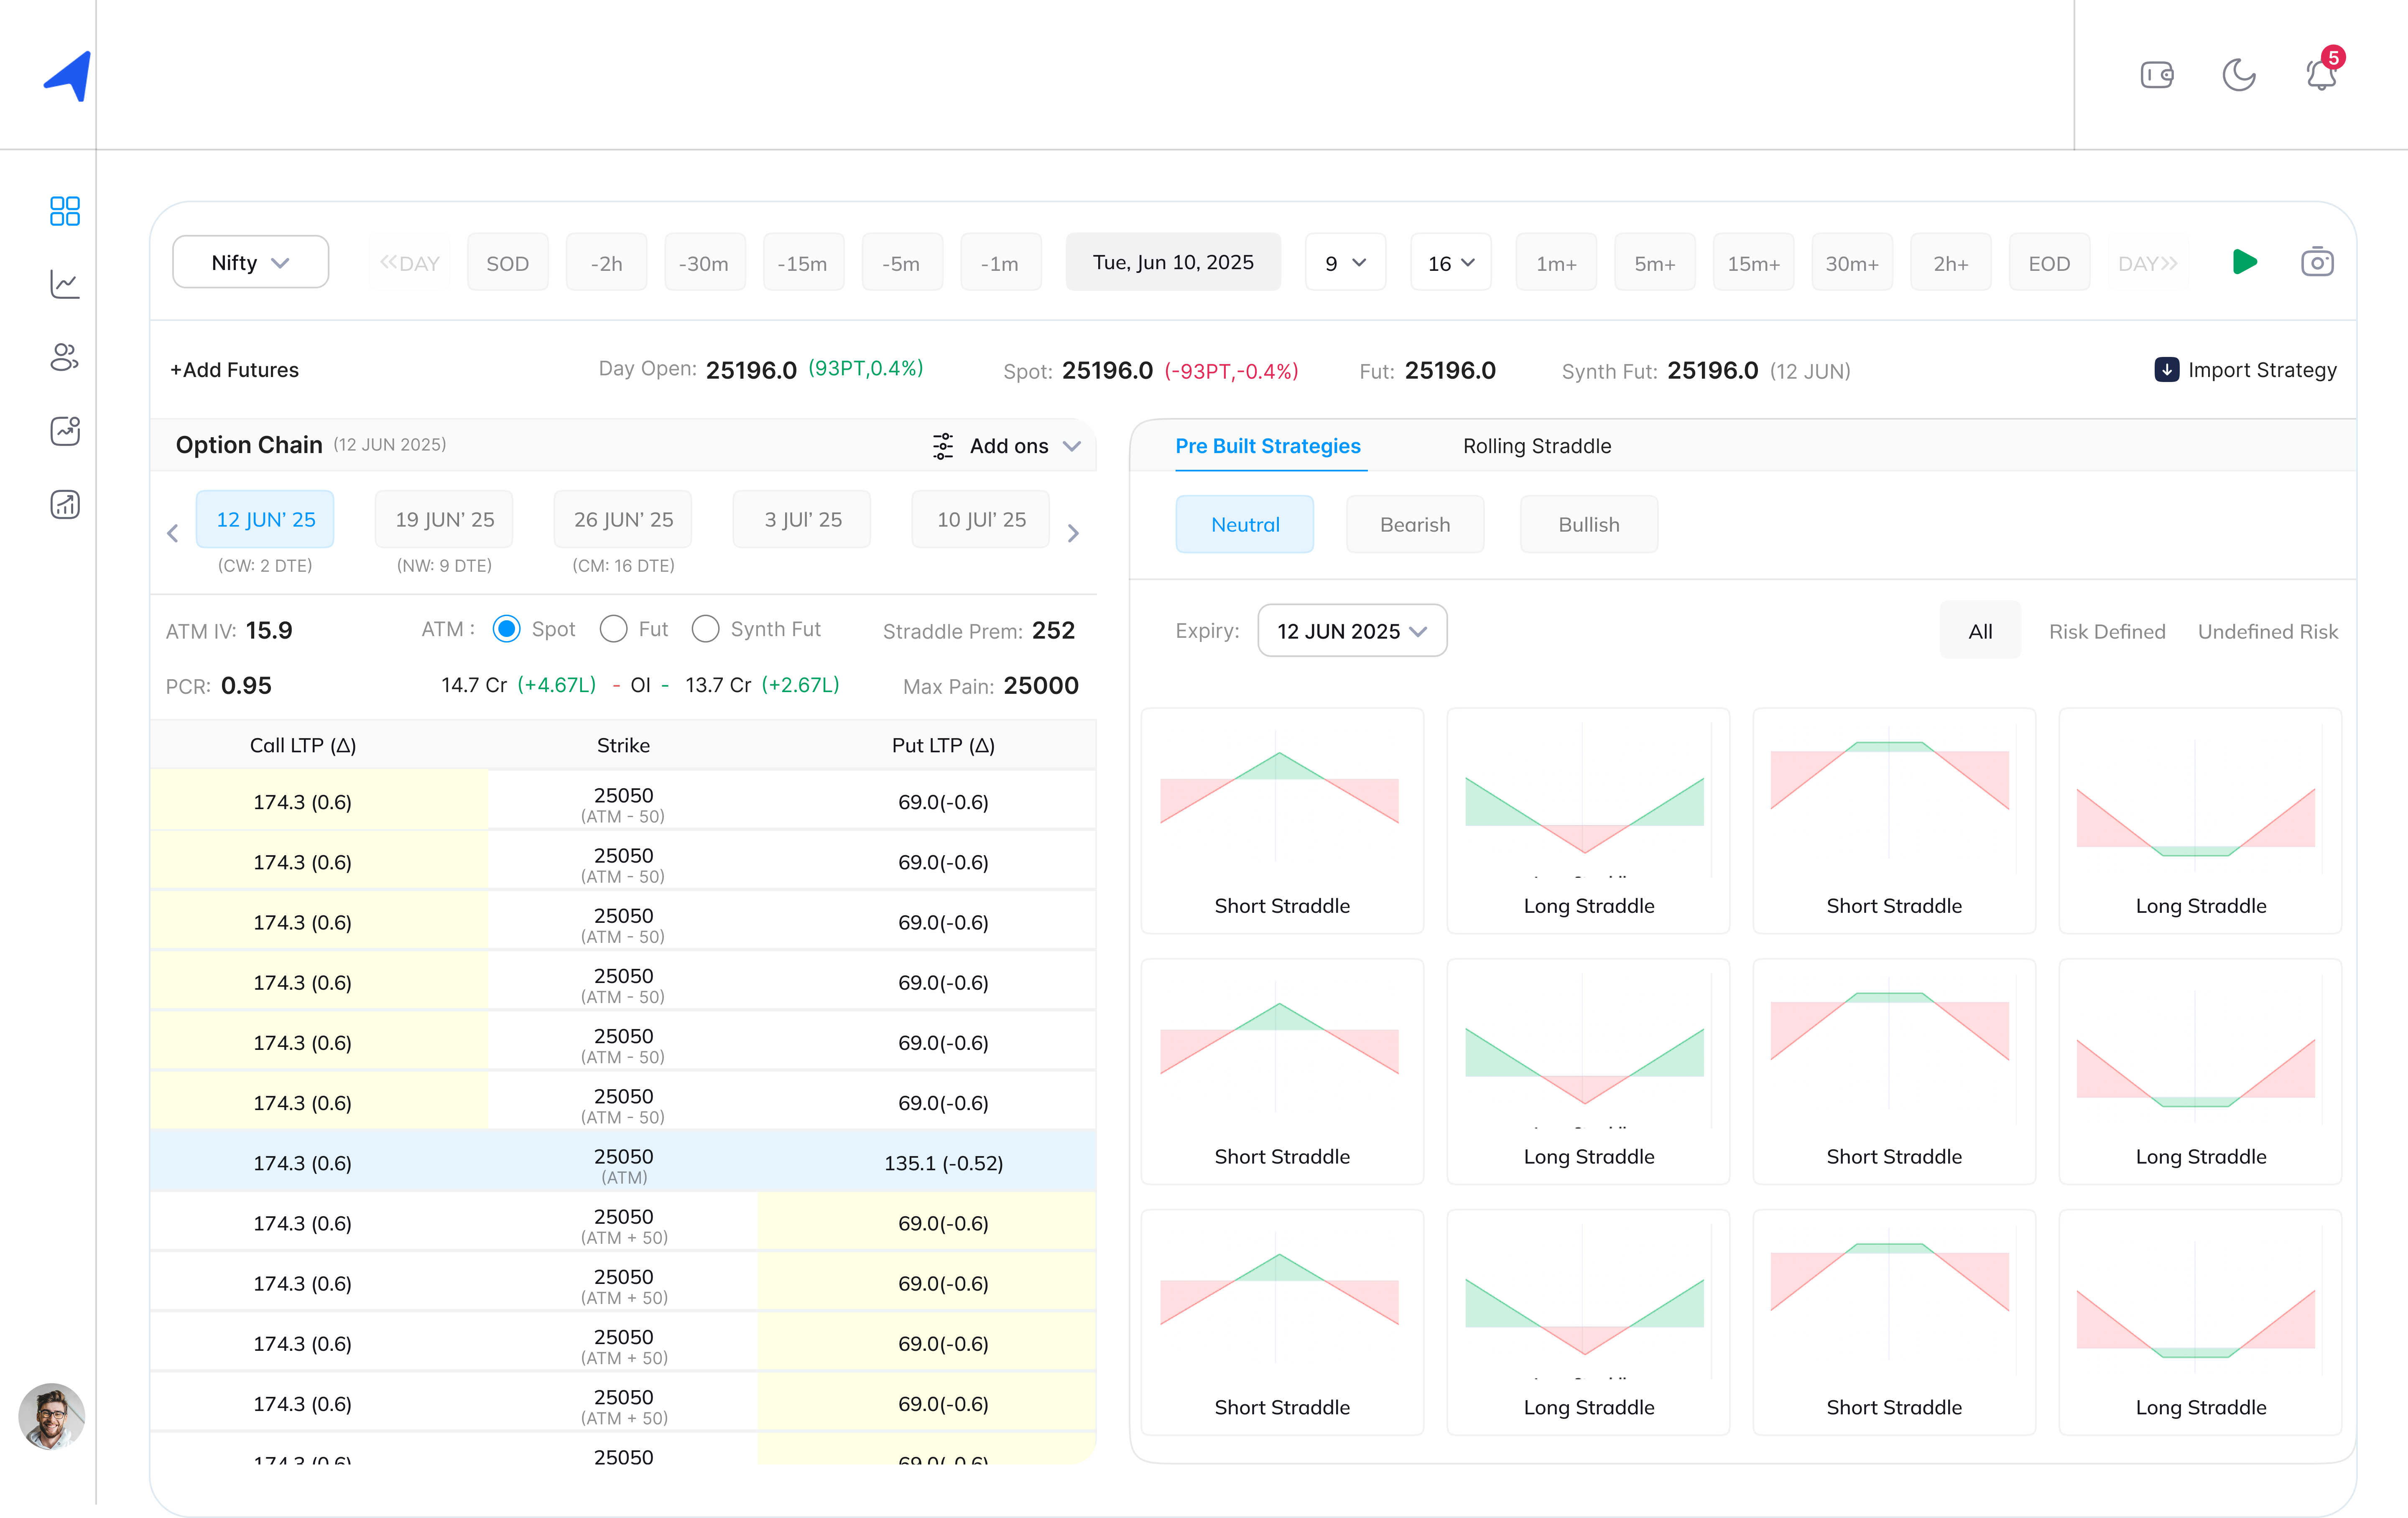 5
Nifty
<<DAY SOD -2h -30m -15m -5m -1m Tue, Jun 10, 2025 9 16 1m+ 5m+ 15m+ 30m+ 2h+ EOD DAY>>
+Add Futures Day Open: 25196.0 (93PT,0.4%) Spot: 25196.0 (-93PT,-0.4%) Fut: 25196.0 Synth Fut: 25196.0 (12 JUN) Import Strategy
Option Chain (12 JUN 2025) Add ons
12 JUN’ 25 19 JUN’ 25 26 JUN’ 25 3 JUl’ 25 10 JUl’ 25
(CW: 2 DTE) (NW: 9 DTE) (CM: 16 DTE)
ATM IV: 15.9 ATM : Spot Fut Synth Fut Straddle Prem: 252
PCR: 0.95 14.7 Cr (+4.67L) - OI - 13.7 Cr (+2.67L) Max Pain: 25000
Call LTP (Δ) Strike Put LTP (Δ)
174.3 (0.6) 25050 69.0(-0.6)
(ATM - 50)
174.3 (0.6) 25050 69.0(-0.6)
(ATM - 50)
174.3 (0.6) 25050 69.0(-0.6)
(ATM - 50)
174.3 (0.6) 25050 69.0(-0.6)
(ATM - 50)
174.3 (0.6) 25050 69.0(-0.6)
(ATM - 50)
174.3 (0.6) 25050 69.0(-0.6)
(ATM - 50)
174.3 (0.6) 25050 135.1 (-0.52)
(ATM)
174.3 (0.6) 25050 69.0(-0.6)
(ATM + 50)
174.3 (0.6) 25050 69.0(-0.6)
(ATM + 50)
174.3 (0.6) 25050 69.0(-0.6)
(ATM + 50)
174.3 (0.6) 25050 69.0(-0.6)
(ATM + 50)
174.3 (0.6) 25050 69.0(-0.6)
Pre Built Strategies Rolling Straddle
Neutral Bearish Bullish
Expiry: 12 JUN 2025 All Risk Defined Undefined Risk
Short Straddle Long Straddle Short Straddle Long Straddle
Short Straddle Long Straddle Short Straddle Long Straddle
Short Straddle Long Straddle Short Straddle Long Straddle